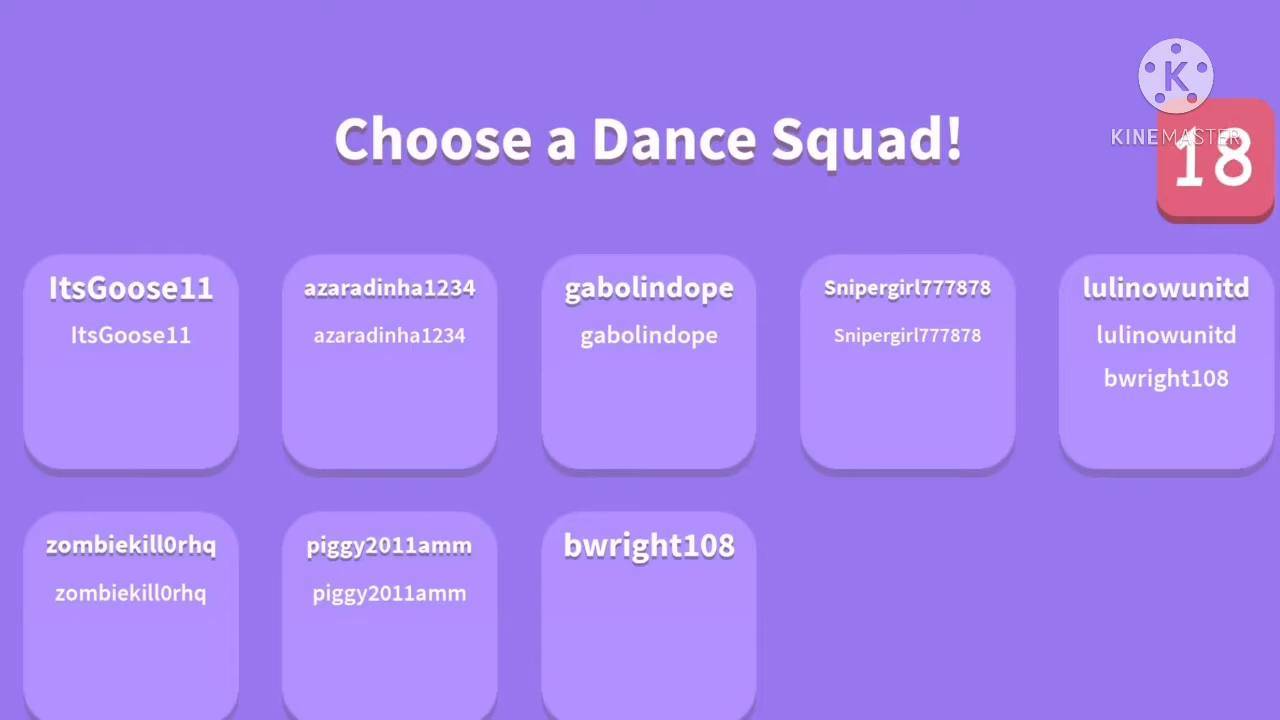 K
KINEMASTER
Choose a Dance Squad!
18
ItsGoose11
ItsGoose11
azaradinha1234
azaradinha1234
gabolindope
gabolindope
Snipergirl777878
Snipergirl777878
lulinowunitd
lulinowunitd
bwright108
zombiekill0rhq
zombiekill0rhq
piggy2011amm
piggy2011amm
bwright108